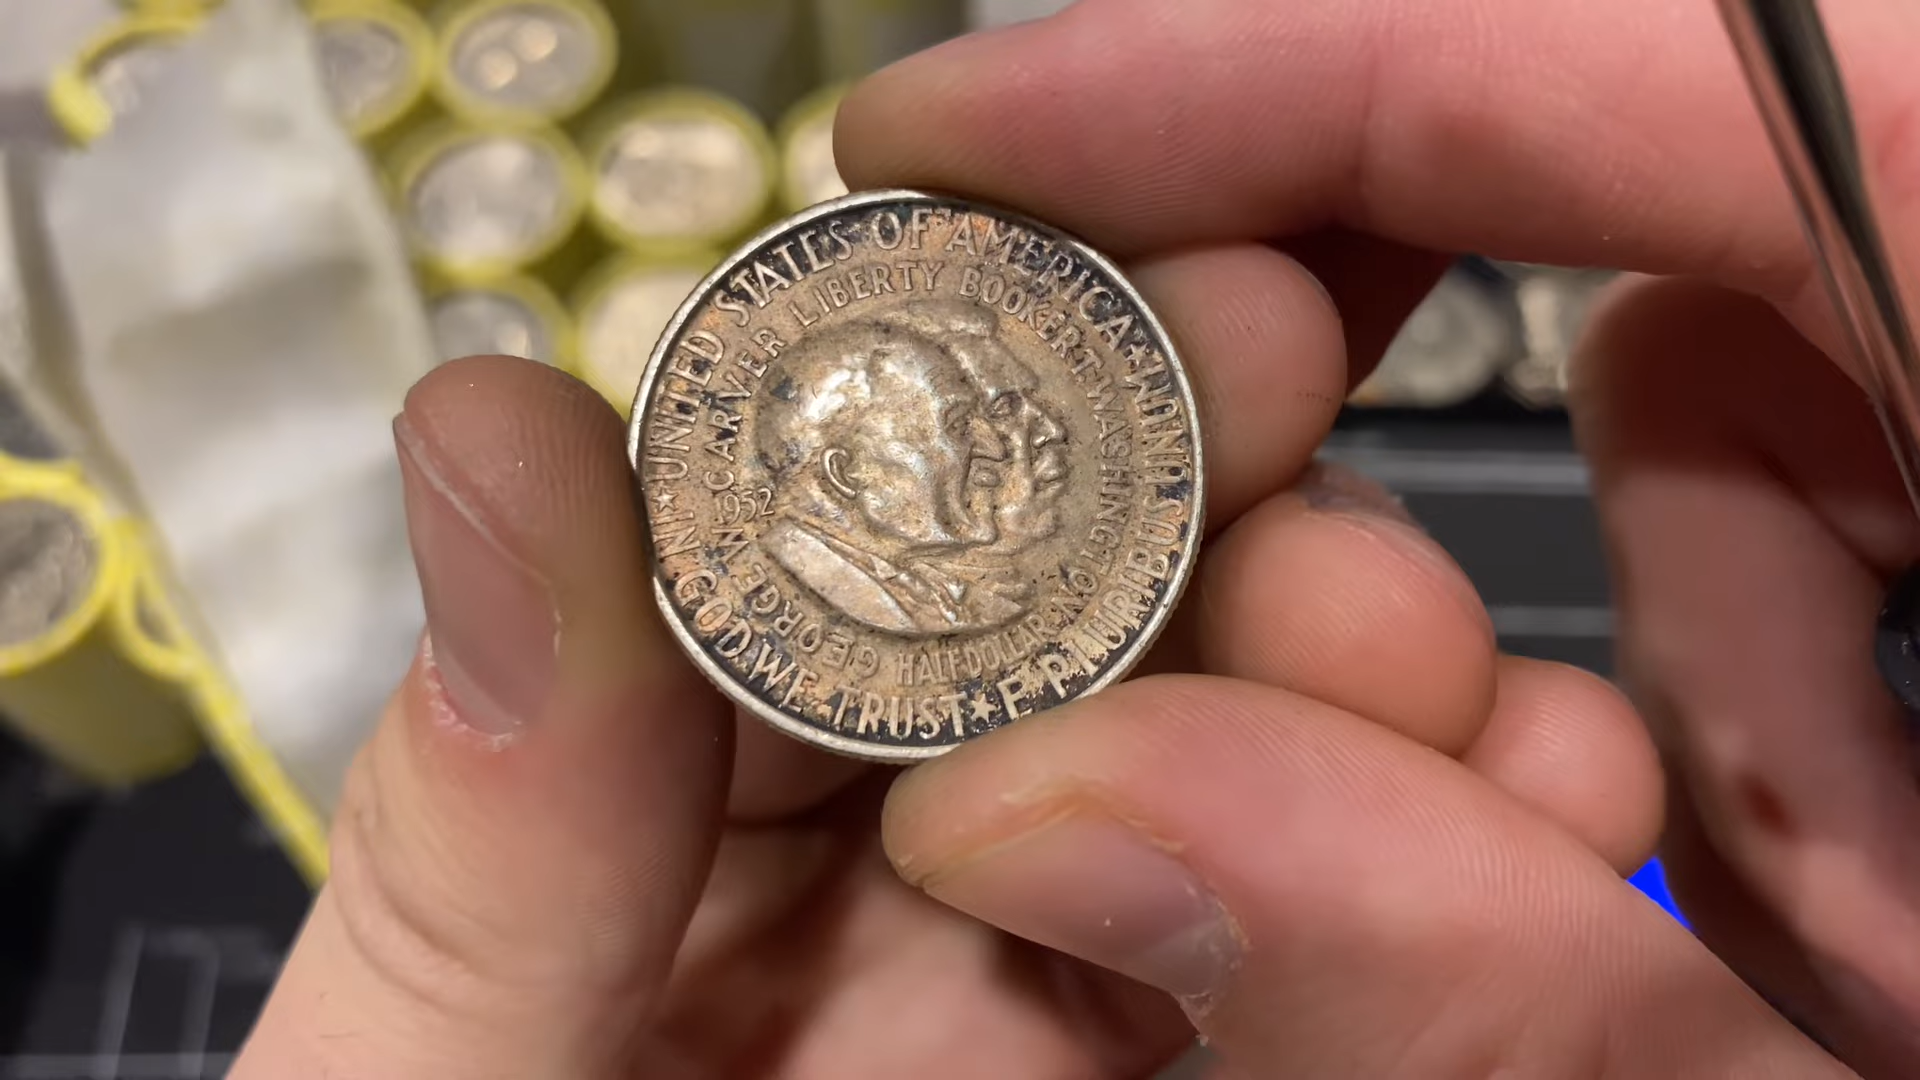 UNITED STATES OF AMERICA
★ E PLURIBUS UNUM ★
IN GOD WE TRUST ★
GEORGE W CARVER LIBERTY BOOKER T·WASHINGTON
1952
HALF DOLLAR